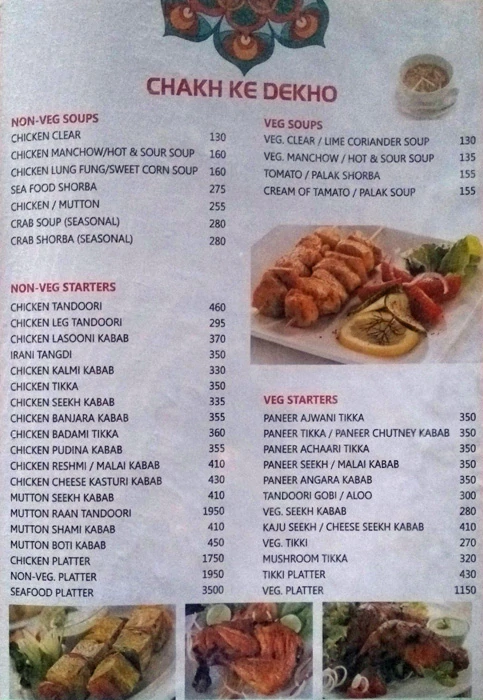 CHAKH KE DEKHO
NON-VEG SOUPS
CHICKEN CLEAR 130
CHICKEN MANCHOW/HOT & SOUR SOUP 160
CHICKEN LUNG FUNG/SWEET CORN SOUP 160
SEA FOOD SHORBA 275
CHICKEN / MUTTON 255
CRAB SOUP (SEASONAL) 280
CRAB SHORBA (SEASONAL) 280
NON-VEG STARTERS
CHICKEN TANDOORI 460
CHICKEN LEG TANDOORI 295
CHICKEN LASOONI KABAB 370
IRANI TANGDI 350
CHICKEN KALMI KABAB 330
CHICKEN TIKKA 350
CHICKEN SEEKH KABAB 335
CHICKEN BANJARA KABAB 355
CHICKEN BADAMI TIKKA 360
CHICKEN PUDINA KABAB 355
CHICKEN RESHMI / MALAI KABAB 410
CHICKEN CHEESE KASTURI KABAB 430
MUTTON SEEKH KABAB 410
MUTTON RAAN TANDOORI 1950
MUTTON SHAMI KABAB 410
MUTTON BOTI KABAB 450
CHICKEN PLATTER 1750
NON-VEG. PLATTER 1950
SEAFOOD PLATTER 3500
VEG SOUPS
VEG. CLEAR / LIME CORIANDER SOUP 130
VEG. MANCHOW / HOT & SOUR SOUP 135
TOMATO / PALAK SHORBA 155
CREAM OF TAMATO / PALAK SOUP 155
VEG STARTERS
PANEER AJWANI TIKKA 350
PANEER TIKKA / PANEER CHUTNEY KABAB 350
PANEER ACHAARI TIKKA 350
PANEER SEEKH / MALAI KABAB 350
PANEER ANGARA KABAB 350
TANDOORI GOBI / ALOO 300
VEG. SEEKH KABAB 280
KAJU SEEKH / CHEESE SEEKH KABAB 410
VEG. TIKKI 270
MUSHROOM TIKKA 320
TIKKI PLATTER 430
VEG. PLATTER 1150